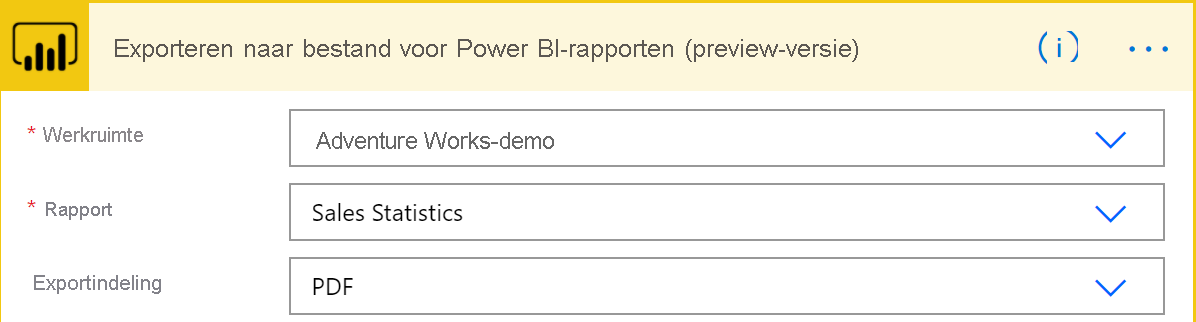 Exporteren naar bestand voor Power BI-rapporten (preview-versie)
* Werkruimte Adventure Works-demo
* Rapport Sales Statistics
Exportindeling PDF